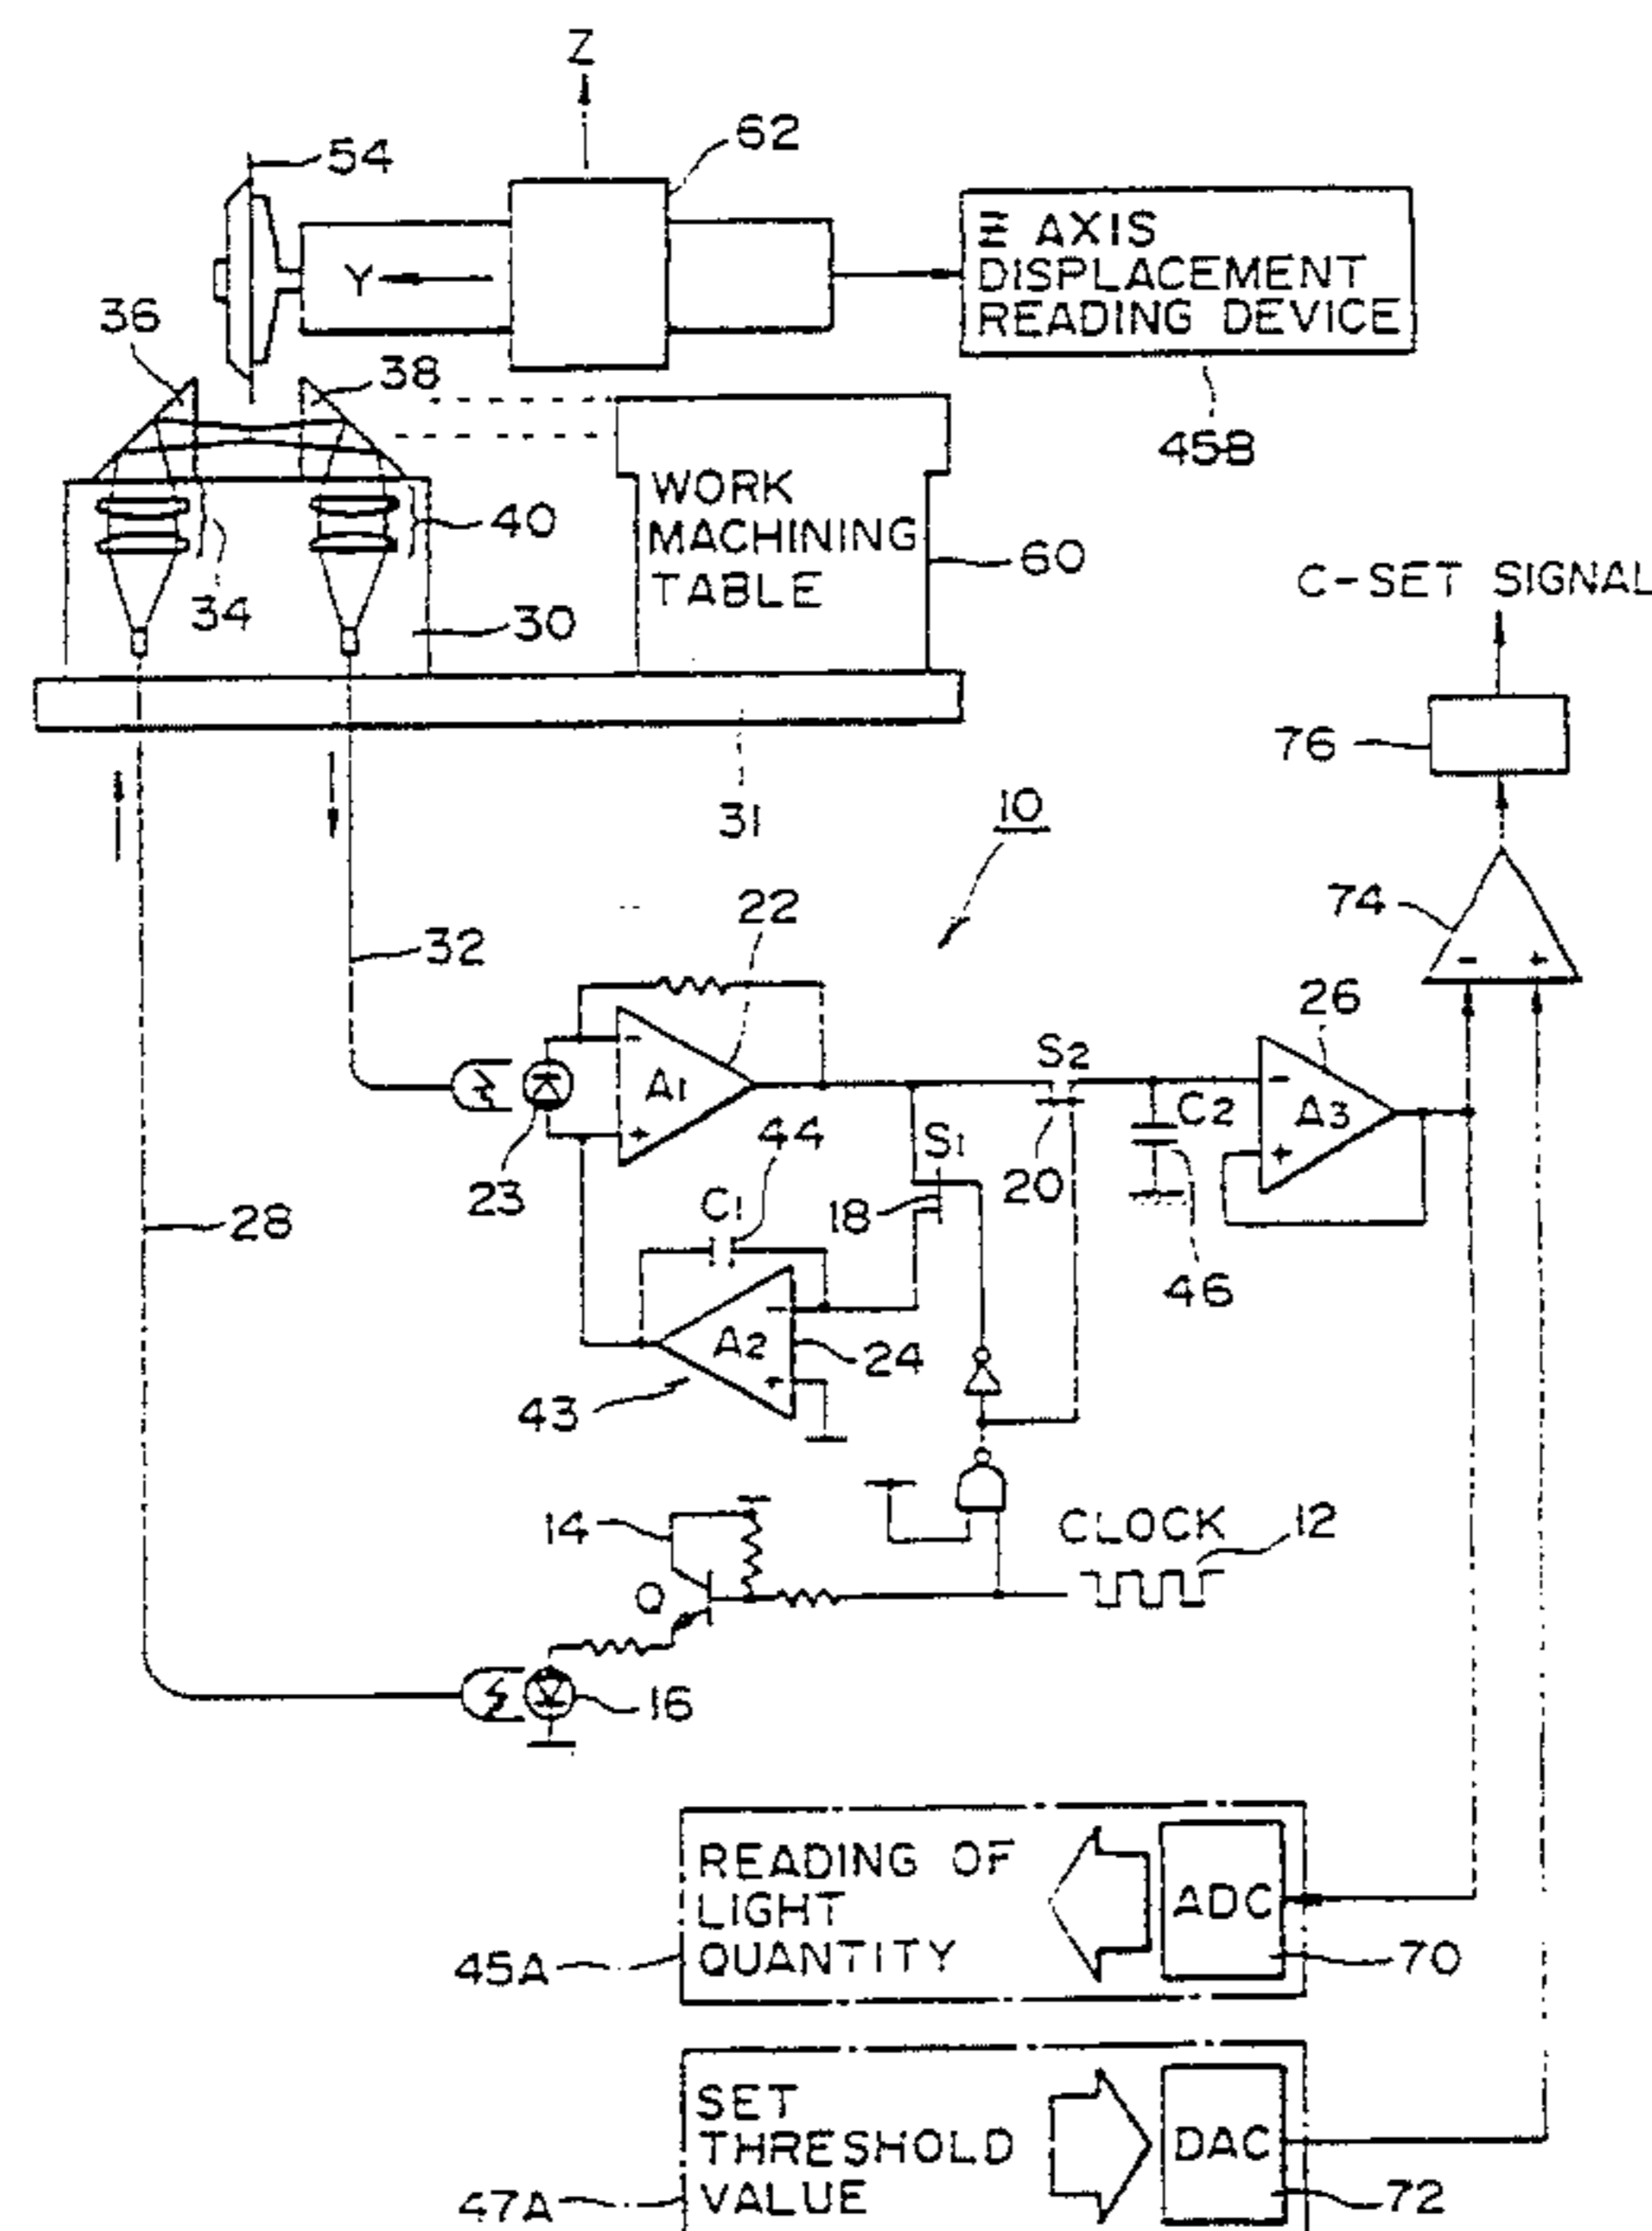 Z
54
62
Ξ AXIS
DISPLACEMENT
READING DEVICE
Y
36
38
45B
WORK
MACHINING
TABLE
40
60
C-SET SIGNAL
34
30
76
31
10
22
74
32
- +
26
S2
-
A1
+
-
A3
+
C2
44
S1
23
20
C1
18
28
46
-
A2
+
24
43
14
CLOCK
12
Q
16
READING OF
LIGHT
QUANTITY
ADC
45A
70
SET
THRESHOLD
VALUE
DAC
47A
72